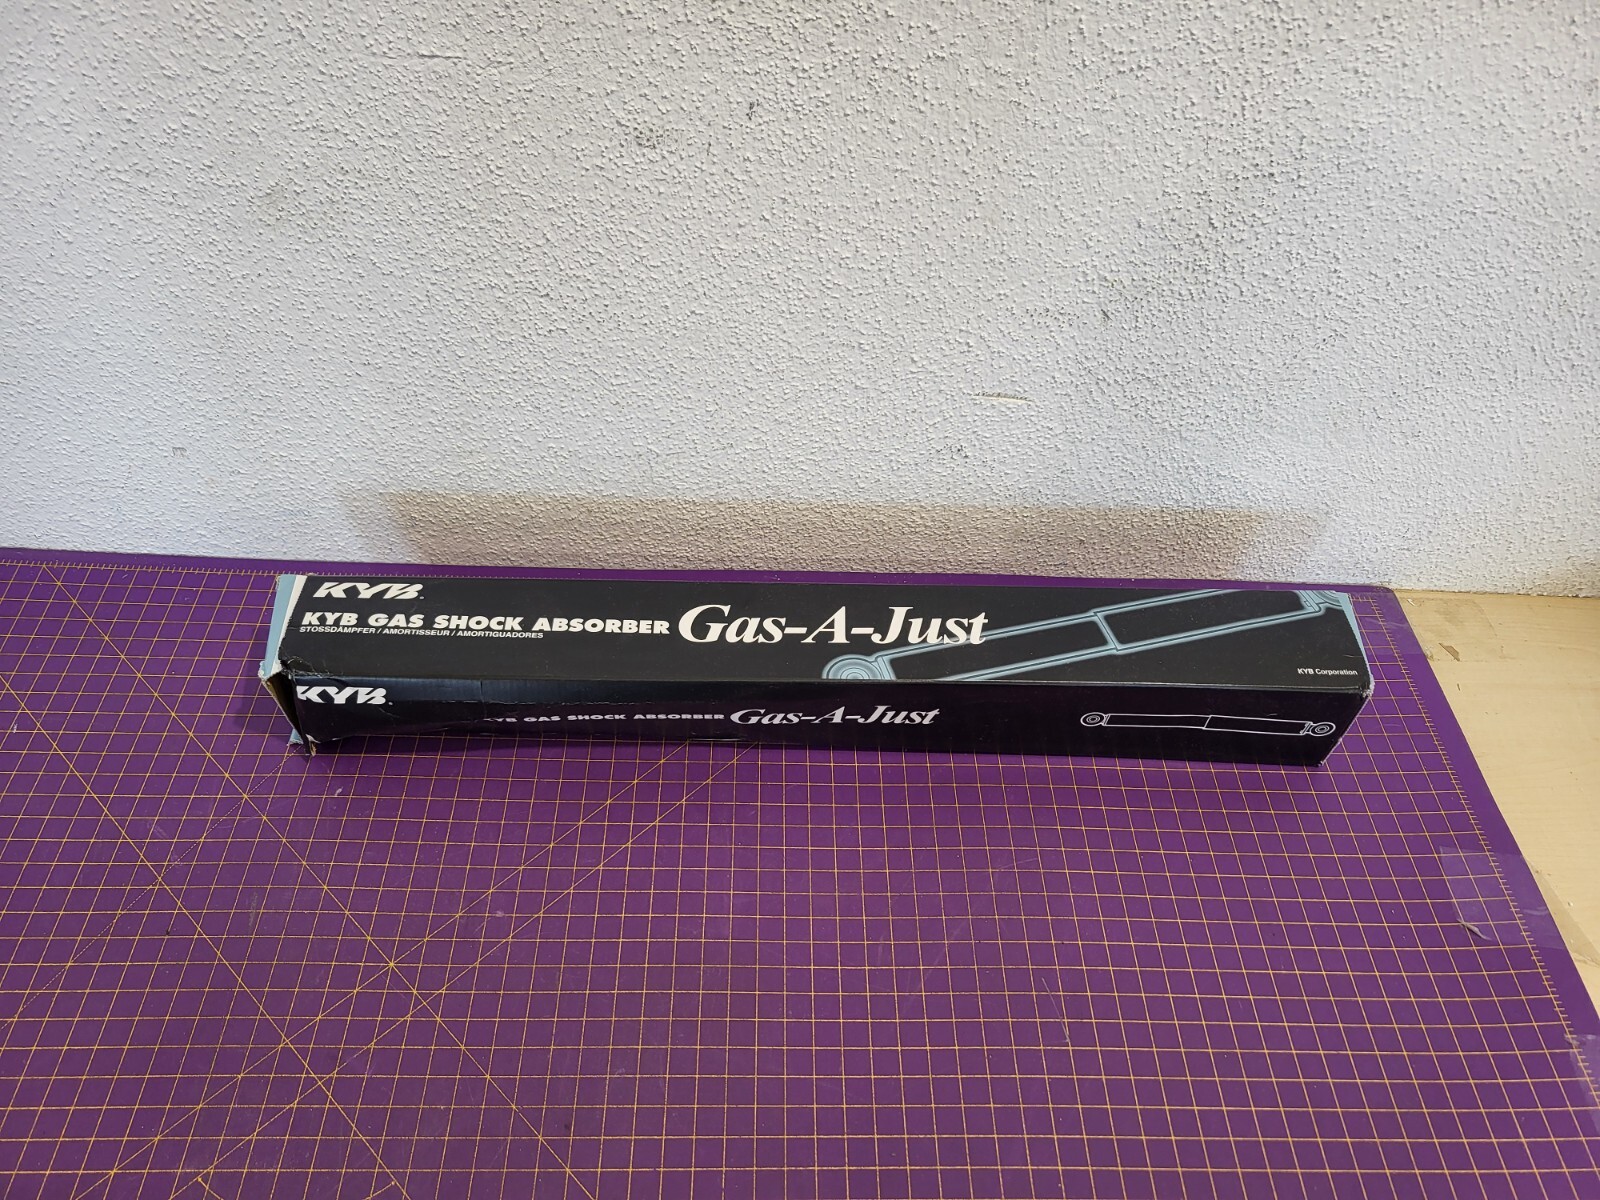 KYB®
KYB GAS SHOCK ABSORBER Gas-A-Just
STOSSDÄMPFER / AMORTISSEUR / AMORTIGUADORES
KYB Corporation
KYB®
KYB GAS SHOCK ABSORBER Gas-A-Just